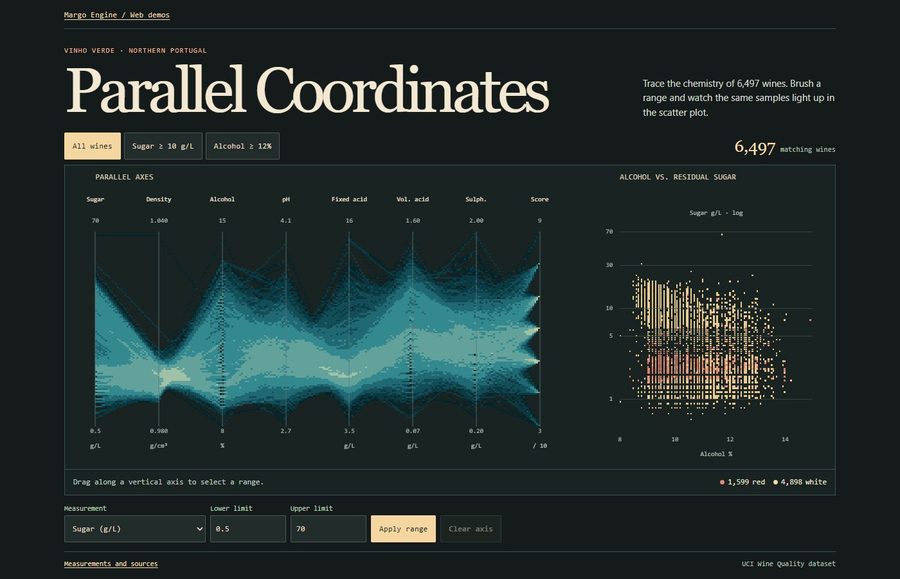 Margo Engine / Web demos
VINHO VERDE · NORTHERN PORTUGAL
Parallel Coordinates
Trace the chemistry of 6,497 wines. Brush a
range and watch the same samples light up in
the scatter plot.
All wines
Sugar ≥ 10 g/L
Alcohol ≥ 12%
6,497 matching wines
PARALLEL AXES
Sugar Density Alcohol pH Fixed acid Vol. acid Sulph. Score
70 1.040 15 4.1 16 1.60 2.00 9
0.5 0.980 8 2.7 3.5 0.07 0.20 3
g/L g/cm³ % g/L g/L g/L / 10
ALCOHOL VS. RESIDUAL SUGAR
Sugar g/L · log
70
30
10
5
1
8 10 12 14
Alcohol %
Drag along a vertical axis to select a range.
1,599 red 4,898 white
Measurement Lower limit Upper limit
Sugar (g/L) 0.5 70 Apply range Clear axis
Measurements and sources
UCI Wine Quality dataset